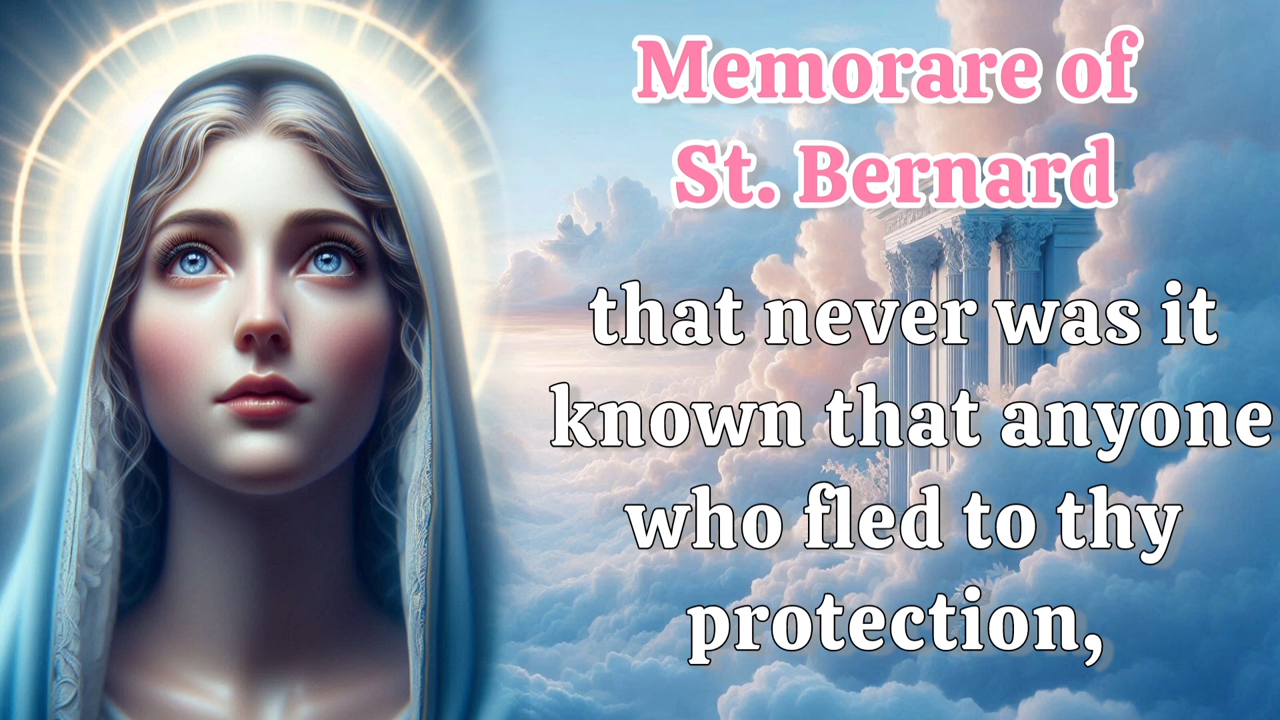 Memorare of
St. Bernard
that never was it
known that anyone
who fled to thy
protection,